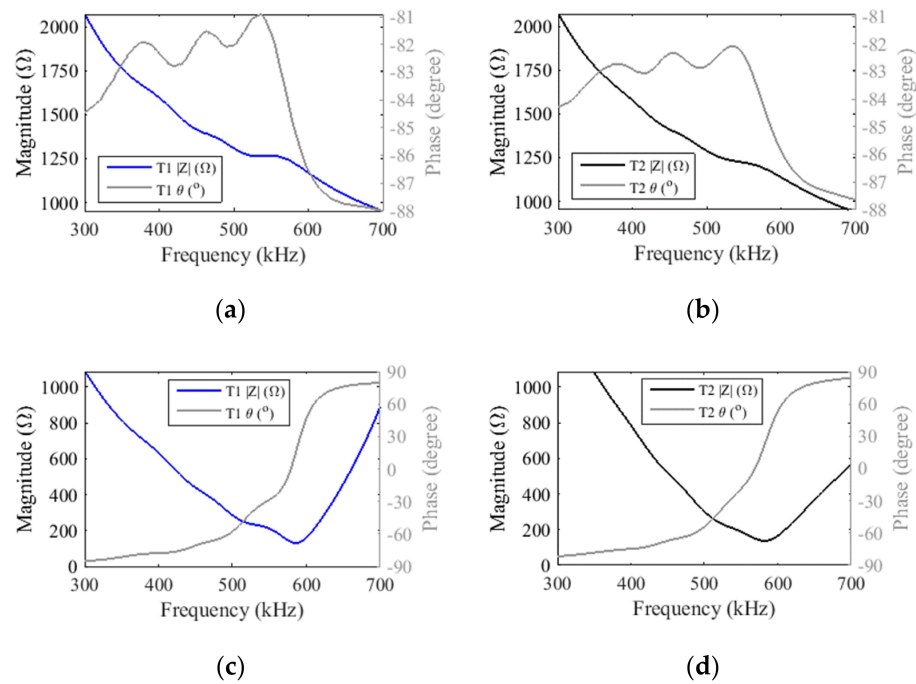 2000
1750
1500
1250
1000
Magnitude (Ω)
-81
-82
-83
-84
-85
-86
-87
-88
Phase (degree)
T1 |Z| (Ω)
T1 θ (°)
300 400 500 600 700
Frequency (kHz)
(a)
2000
1750
1500
1250
1000
Magnitude (Ω)
-81
-82
-83
-84
-85
-86
-87
-88
Phase (degree)
T2 |Z| (Ω)
T2 θ (°)
300 400 500 600 700
Frequency (kHz)
(b)
1000
800
600
400
200
0
Magnitude (Ω)
90
60
30
0
-30
-60
-90
Phase (degree)
T1 |Z| (Ω)
T1 θ (°)
300 400 500 600 700
Frequency (kHz)
(c)
1000
800
600
400
200
0
Magnitude (Ω)
90
60
30
0
-30
-60
-90
Phase (degree)
T2 |Z| (Ω)
T2 θ (°)
300 400 500 600 700
Frequency (kHz)
(d)